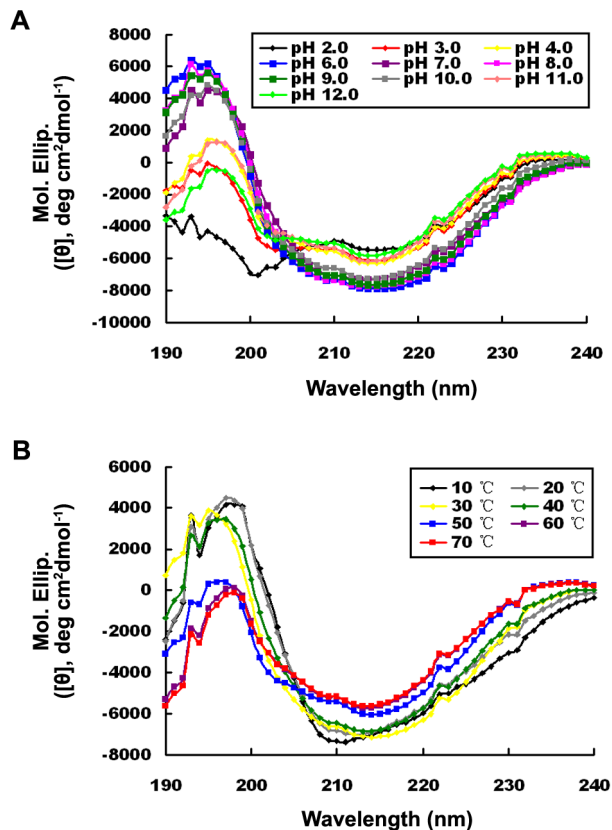 A
pH 2.0 pH 3.0 pH 4.0
pH 6.0 pH 7.0 pH 8.0
pH 9.0 pH 10.0 pH 11.0
pH 12.0
8000
6000
4000
2000
0
-2000
-4000
-6000
-8000
-10000
Mol. Ellip.
([θ], deg cm2dmol-1)
190 200 210 220 230 240
Wavelength (nm)
B
10 ℃ 20 ℃
30 ℃ 40 ℃
50 ℃ 60 ℃
70 ℃
6000
4000
2000
0
-2000
-4000
-6000
-8000
Mol. Ellip.
([θ], deg cm2dmol-1)
190 200 210 220 230 240
Wavelength (nm)